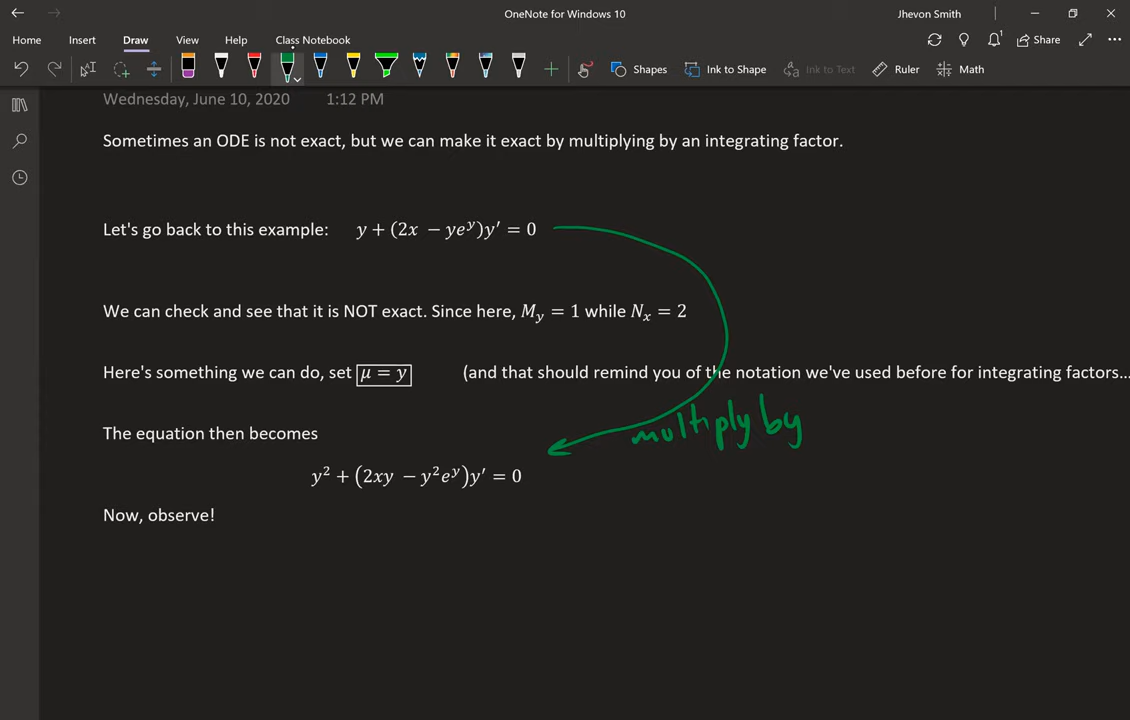 OneNote for Windows 10
Jhevon Smith
Home Insert Draw View Help Class Notebook
1 Share
Shapes Ink to Shape Ink to Text Ruler Math
Wednesday, June 10, 2020 1:12 PM
Sometimes an ODE is not exact, but we can make it exact by multiplying by an integrating factor.
Let's go back to this example: y + (2x − yeʸ)y′ = 0
We can check and see that it is NOT exact. Since here, M_y = 1 while N_x = 2
Here's something we can do, set μ = y (and that should remind you of the notation we've used before for integrating factors...
multiply by
The equation then becomes
y² + (2xy − y²eʸ)y′ = 0
Now, observe!